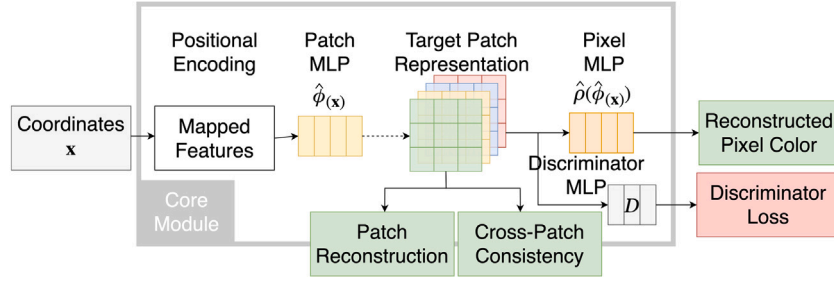 Positional
Encoding
Patch
MLP
ϕ̂(x)
Target Patch
Representation
Pixel
MLP
ρ̂(ϕ̂(x))
Coordinates
x
Mapped
Features
Reconstructed
Pixel Color
Discriminator
MLP
D
Discriminator
Loss
Core
Module
Patch
Reconstruction
Cross-Patch
Consistency